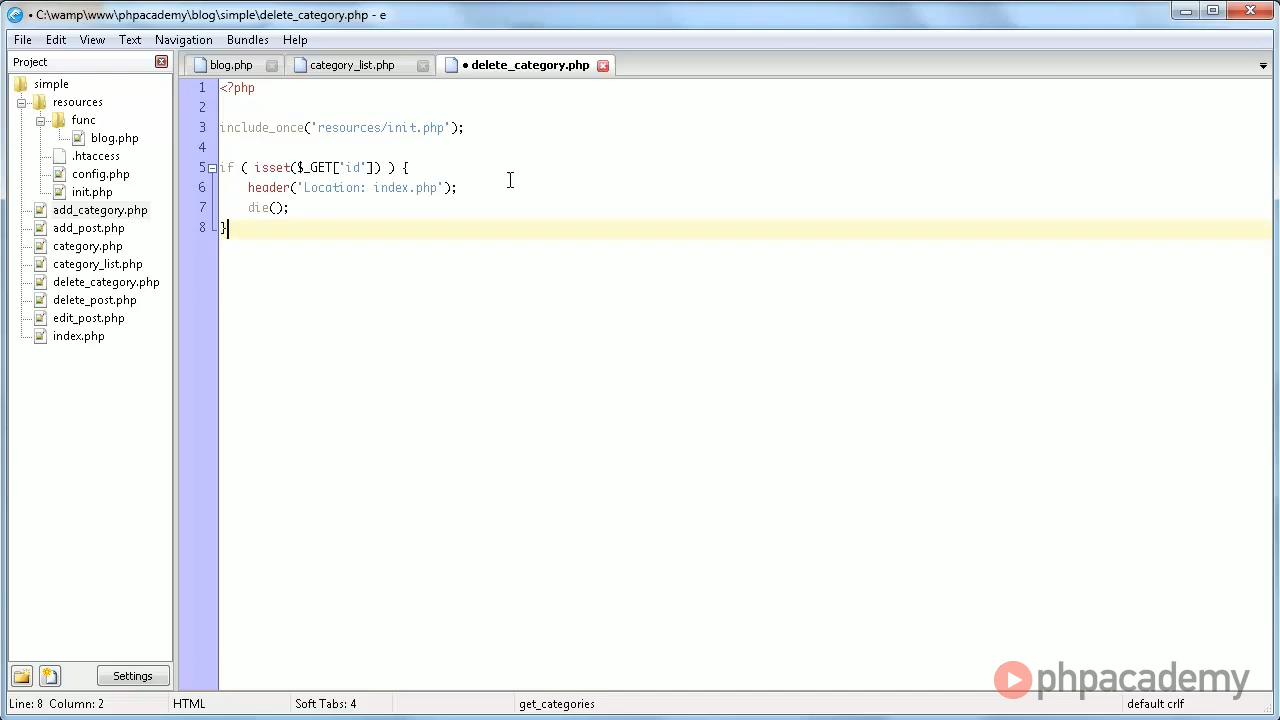 • C:\wamp\www\phpacademy\blog\simple\delete_category.php - e
File Edit View Text Navigation Bundles Help
Project
blog.php category_list.php • delete_category.php
simple
resources
func
blog.php
.htaccess
config.php
init.php
add_category.php
add_post.php
category.php
category_list.php
delete_category.php
delete_post.php
edit_post.php
index.php
1 <?php
2
3 include_once('resources/init.php');
4
5 if ( isset($_GET['id']) ) {
6 header('Location: index.php');
7 die();
8 }
Settings
phpacademy
Line: 8 Column: 2 HTML Soft Tabs: 4 get_categories default crlf